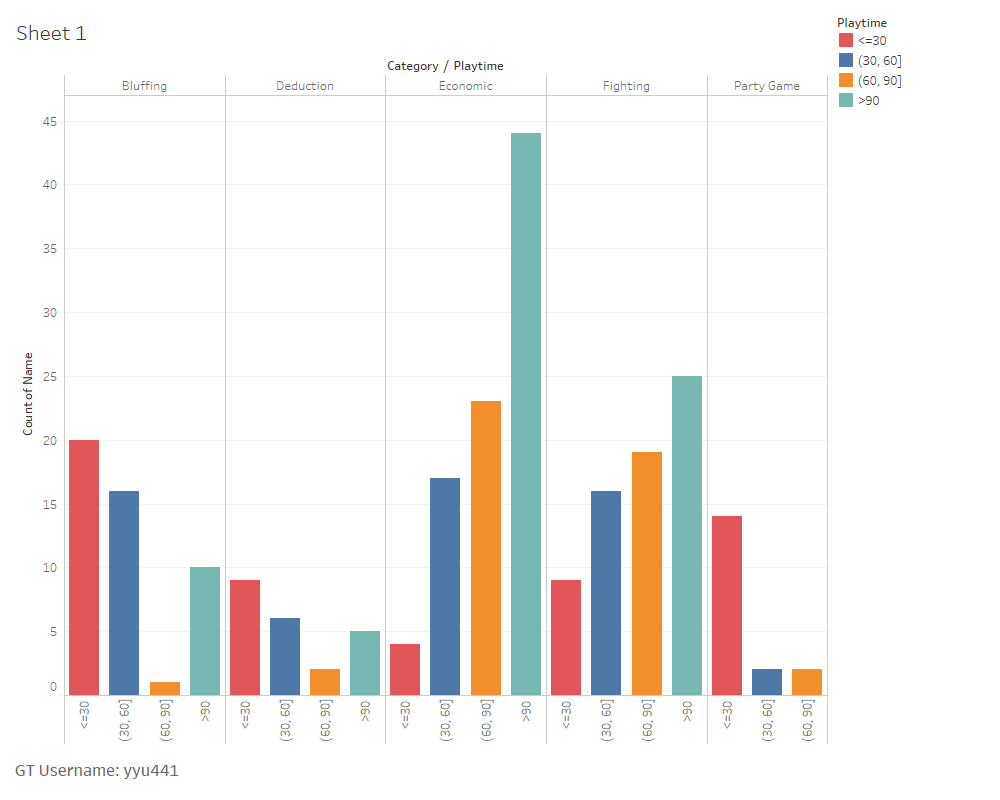 Sheet 1
Playtime
<=30
(30, 60]
(60, 90]
>90
Category / Playtime
Bluffing Deduction Economic Fighting Party Game
45
40
35
30
25
20
15
10
5
0
Count of Name
<=30 (30, 60] (60, 90] >90 <=30 (30, 60] (60, 90] >90 <=30 (30, 60] (60, 90] >90 <=30 (30, 60] (60, 90] >90 <=30 (30, 60] (60, 90]
GT Username: yyu441